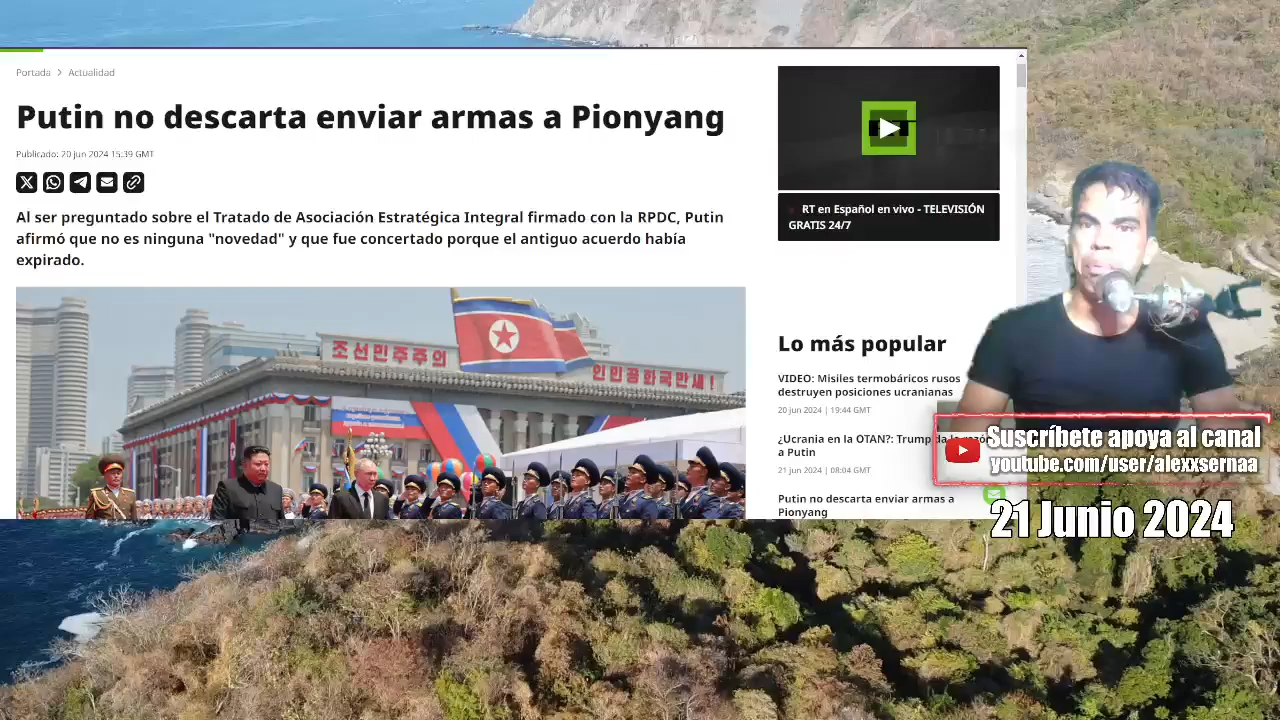 Portada > Actualidad
Putin no descarta enviar armas a Pionyang
Publicado: 20 jun 2024 15:39 GMT
Al ser preguntado sobre el Tratado de Asociación Estratégica Integral firmado con la RPDC, Putin
afirmó que no es ninguna "novedad" y que fue concertado porque el antiguo acuerdo había
expirado.
조선민주주의
인민공화국만세!
RT en Español en vivo - TELEVISIÓN
GRATIS 24/7
Lo más popular
VIDEO: Misiles termobáricos rusos
destruyen posiciones ucranianas
20 jun 2024 | 19:44 GMT
¿Ucrania en la OTAN?: Trump da la razón
a Putin
21 jun 2024 | 08:04 GMT
Putin no descarta enviar armas a
Pionyang
Suscríbete apoya al canal
youtube.com/user/alexxsernaa
21 Junio 2024